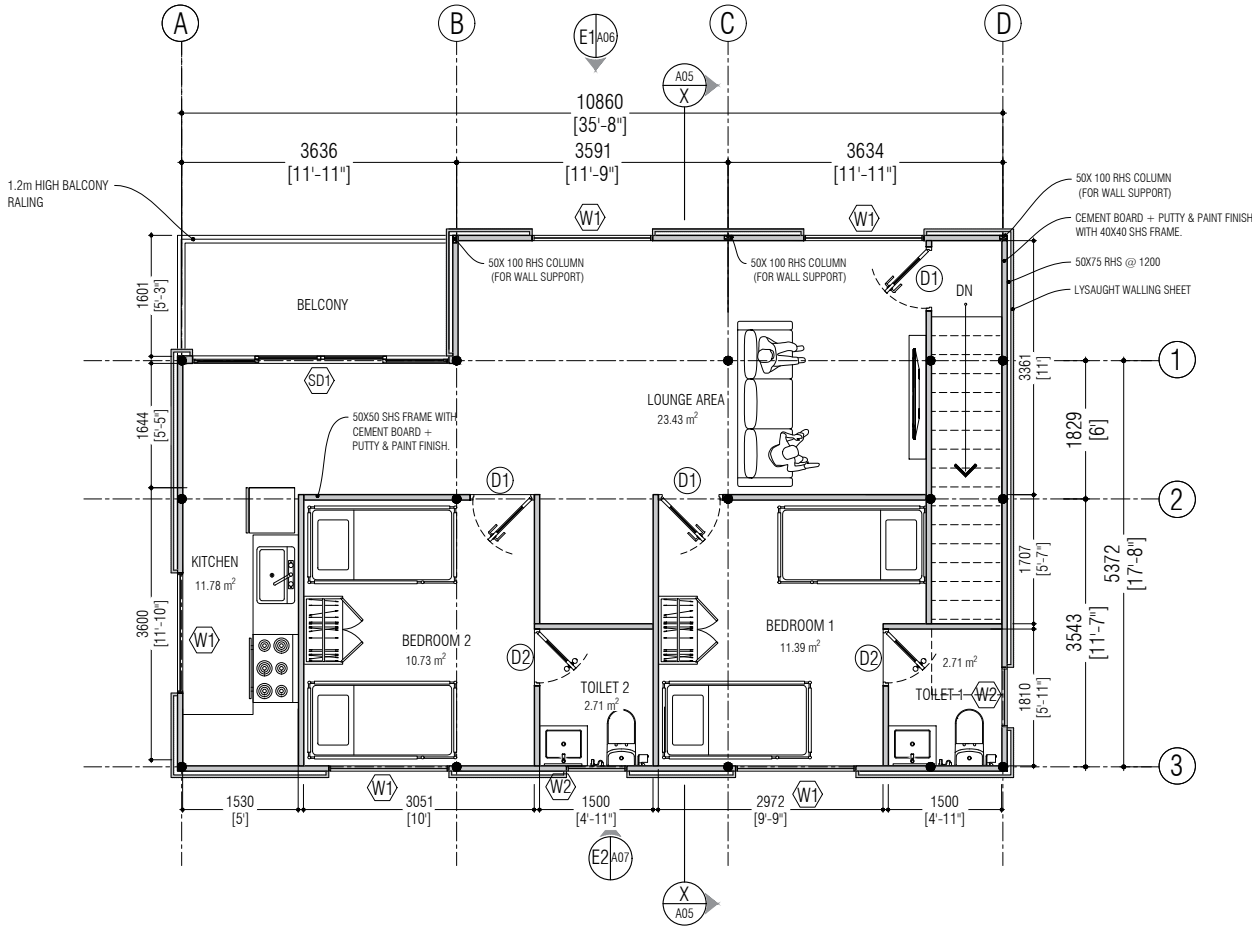 A
B
C
D
E1 A06
A05
X
10860
[35'-8"]
3636
[11'-11"]
3591
[11'-9"]
3634
[11'-11"]
1.2m HIGH BALCONY
RALING
W1
W1
50X 100 RHS COLUMN
(FOR WALL SUPPORT)
CEMENT BOARD + PUTTY & PAINT FINISH
WITH 40X40 SHS FRAME.
50X75 RHS @ 1200
LYSAUGHT WALLING SHEET
50X 100 RHS COLUMN
(FOR WALL SUPPORT)
50X 100 RHS COLUMN
(FOR WALL SUPPORT)
D1
DN
BELCONY
1601
[5'-3"]
SD1
1
3361
[11']
LOUNGE AREA
23.43 m²
50X50 SHS FRAME WITH
CEMENT BOARD +
PUTTY & PAINT FINISH.
1644
[5'-5"]
1829
[6']
D1
D1
2
KITCHEN
11.78 m²
W1
3600
[11'-10"]
BEDROOM 2
10.73 m²
D2
TOILET 2
2.71 m²
BEDROOM 1
11.39 m²
D2
2.71 m²
TOILET 1
W2
1707
[5'-7"]
1810
[5'-11"]
3543
[11'-7"]
5372
[17'-8"]
3
W1
W2
W1
1530
[5']
3051
[10']
1500
[4'-11"]
2972
[9'-9"]
1500
[4'-11"]
E2 A07
X
A05